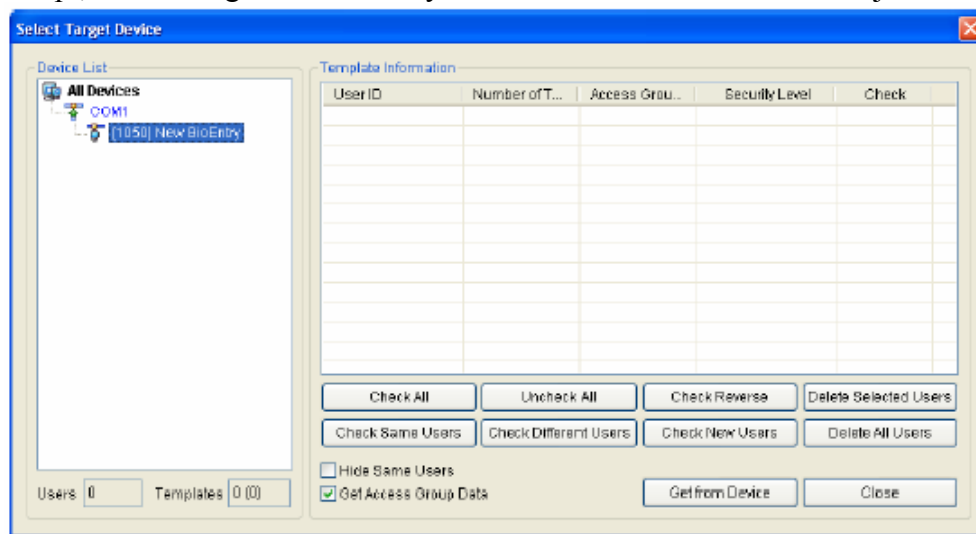 Select Target Device
Device List
All Devices
COM1
[1050] New BioEntry
Users 0 Templates 0 (0)
Template Information
User ID Number of T... Access Grou... Security Level Check
Check All Uncheck All Check Reverse Delete Selected Users
Check Same Users Check Different Users Check New Users Delete All Users
Hide Same Users
Get Access Group Data Get from Device Close